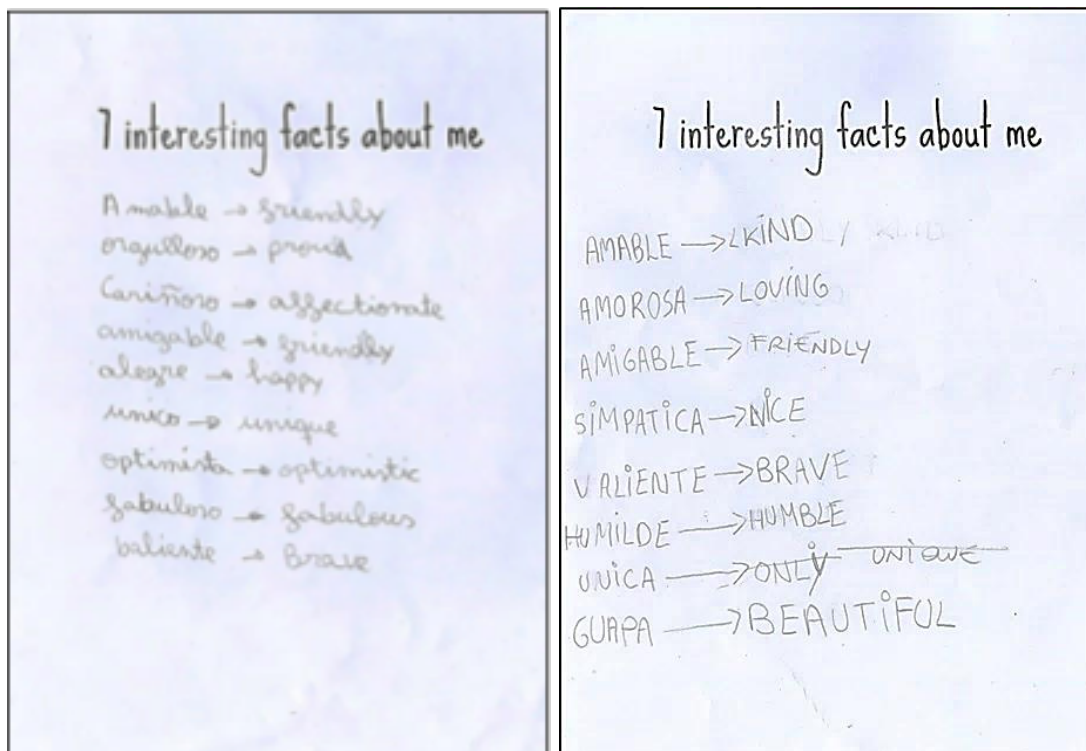 7 interesting facts about me
Amable → friendly
orgulloso → proud
Cariñoso → affectionate
amigable → friendly
alegre → happy
unico → unique
optimista → optimistic
fabuloso → fabulous
baliente → Brave
7 interesting facts about me
AMABLE → KIND
AMOROSA → LOVING
AMIGABLE → FRIENDLY
SIMPATICA → NICE
VALIENTE → BRAVE
HUMILDE → HUMBLE
UNICA → ONLY UNIQUE
GUAPA → BEAUTIFUL